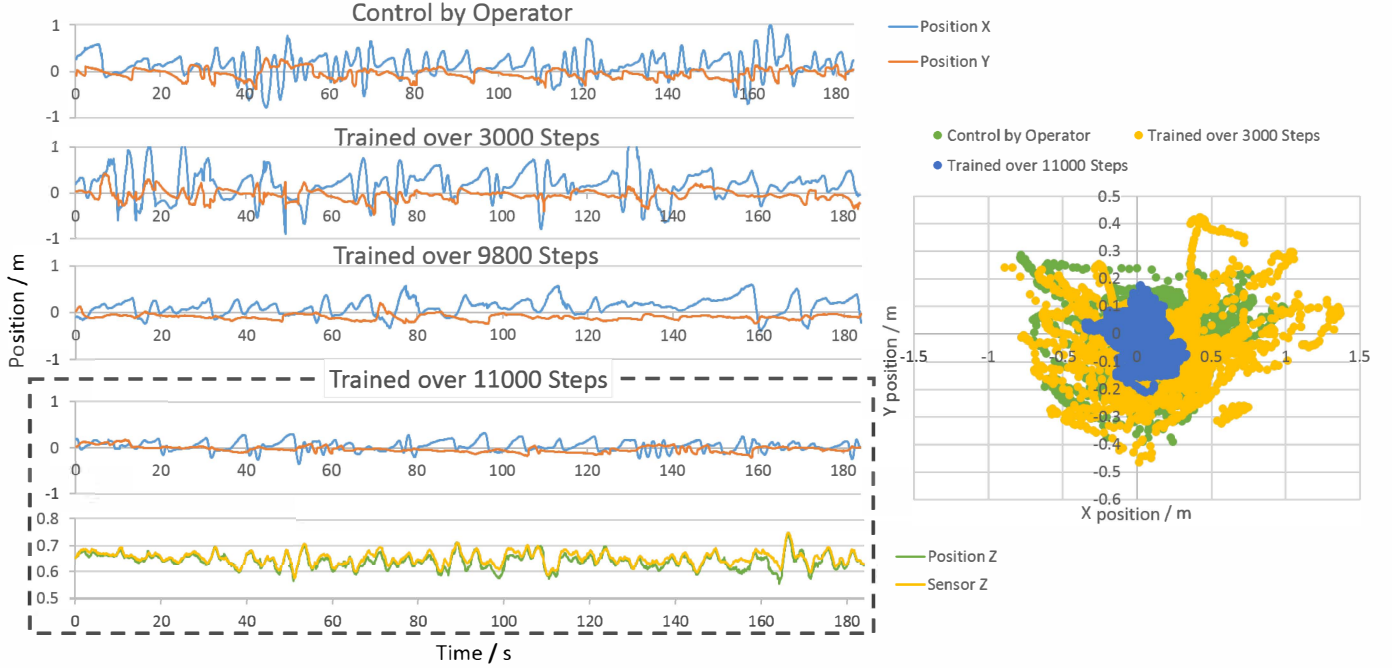 Control by Operator
1
0
-1
0 20 40 60 80 100 120 140 160 180
Trained over 3000 Steps
1
0
-1
0 20 40 60 80 100 120 140 160 180
Trained over 9800 Steps
1
0
-1
0 20 40 60 80 100 120 140 160 180
Trained over 11000 Steps
1
0
-1
0 20 40 60 80 100 120 140 160 180
0.8
0.7
0.6
0.5
0 20 40 60 80 100 120 140 160 180
Position / m
Time / s
Position X
Position Y
Control by Operator Trained over 3000 Steps
Trained over 11000 Steps
0.5
0.4
0.3
0.2
0.1
0
-0.1
-0.2
-0.3
-0.4
-0.5
-0.6
-1.5 -1 -0.5 0 0.5 1 1.5
Y position / m
X position / m
Position Z
Sensor Z